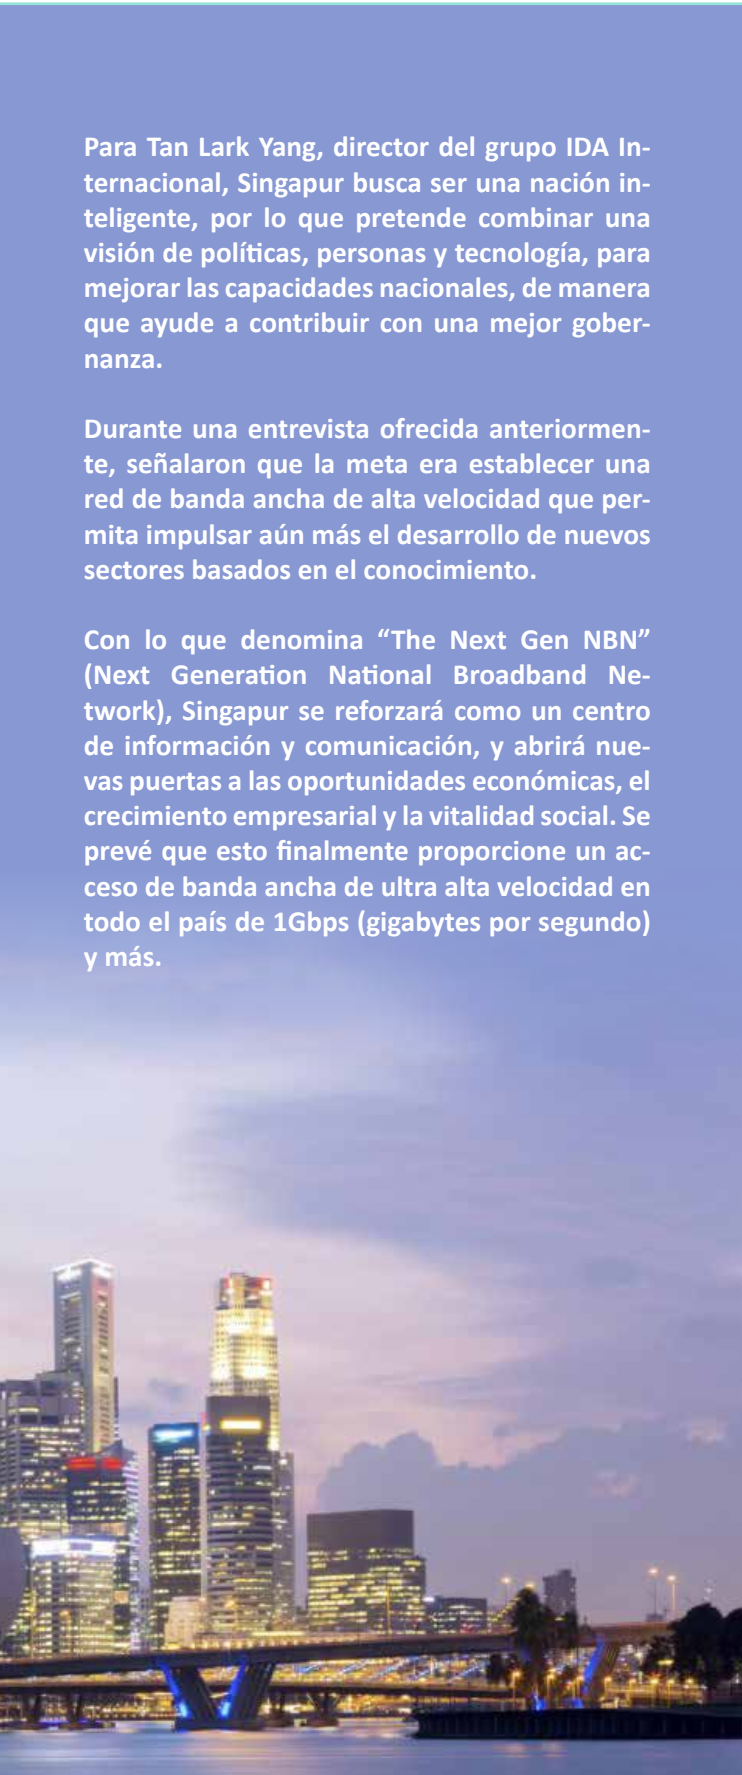 Para Tan Lark Yang, director del grupo IDA In-
ternacional, Singapur busca ser una nación in-
teligente, por lo que pretende combinar una
visión de políticas, personas y tecnología, para
mejorar las capacidades nacionales, de manera
que ayude a contribuir con una mejor gober-
nanza.
Durante una entrevista ofrecida anteriormen-
te, señalaron que la meta era establecer una
red de banda ancha de alta velocidad que per-
mita impulsar aún más el desarrollo de nuevos
sectores basados en el conocimiento.
Con lo que denomina “The Next Gen NBN”
(Next Generation National Broadband Ne-
twork), Singapur se reforzará como un centro
de información y comunicación, y abrirá nue-
vas puertas a las oportunidades económicas, el
crecimiento empresarial y la vitalidad social. Se
prevé que esto finalmente proporcione un ac-
ceso de banda ancha de ultra alta velocidad en
todo el país de 1Gbps (gigabytes por segundo)
y más.